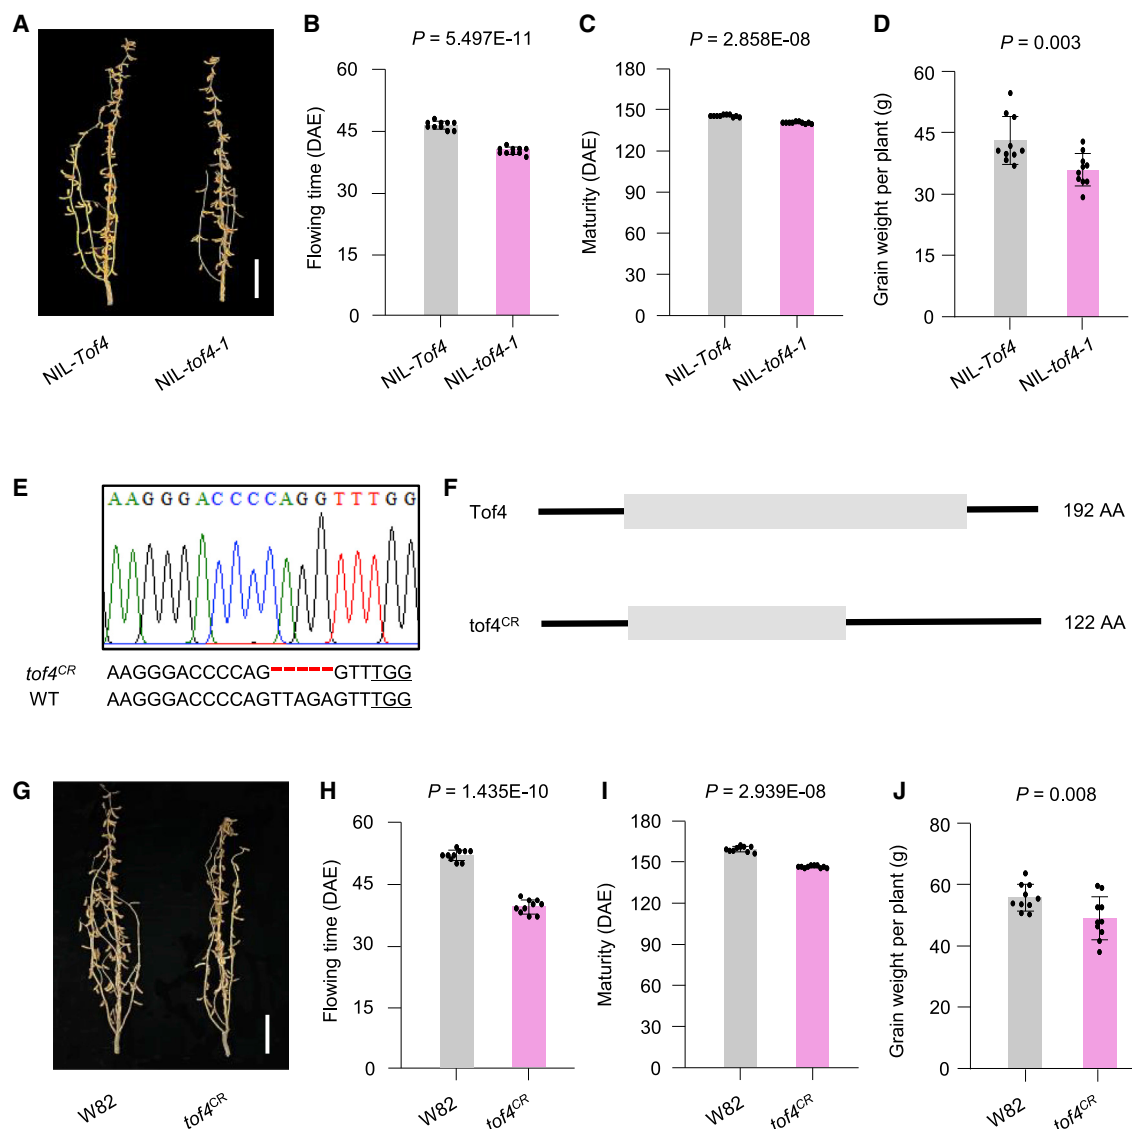 A
NIL-Tof4
NIL-tof4-1
B
P = 5.497E-11
Flowing time (DAE)
60
45
30
15
0
NIL-Tof4
NIL-tof4-1
C
P = 2.858E-08
Maturity (DAE)
180
150
120
90
60
30
0
NIL-Tof4
NIL-tof4-1
D
P = 0.003
Grain weight per plant (g)
60
45
30
15
0
NIL-Tof4
NIL-tof4-1
E
AAGGGACCCCAGGTTTGG
tof4CR AAGGGACCCCAG-----GTTTGG
WT AAGGGACCCCAGTTAGAGTTTGG
F
Tof4 192 AA
tof4CR 122 AA
G
W82
tof4CR
H
P = 1.435E-10
Flowing time (DAE)
60
45
30
15
0
W82
tof4CR
I
P = 2.939E-08
Maturity (DAE)
180
150
120
90
60
30
0
W82
tof4CR
J
P = 0.008
Grain weight per plant (g)
80
60
40
60
0
W82
tof4CR